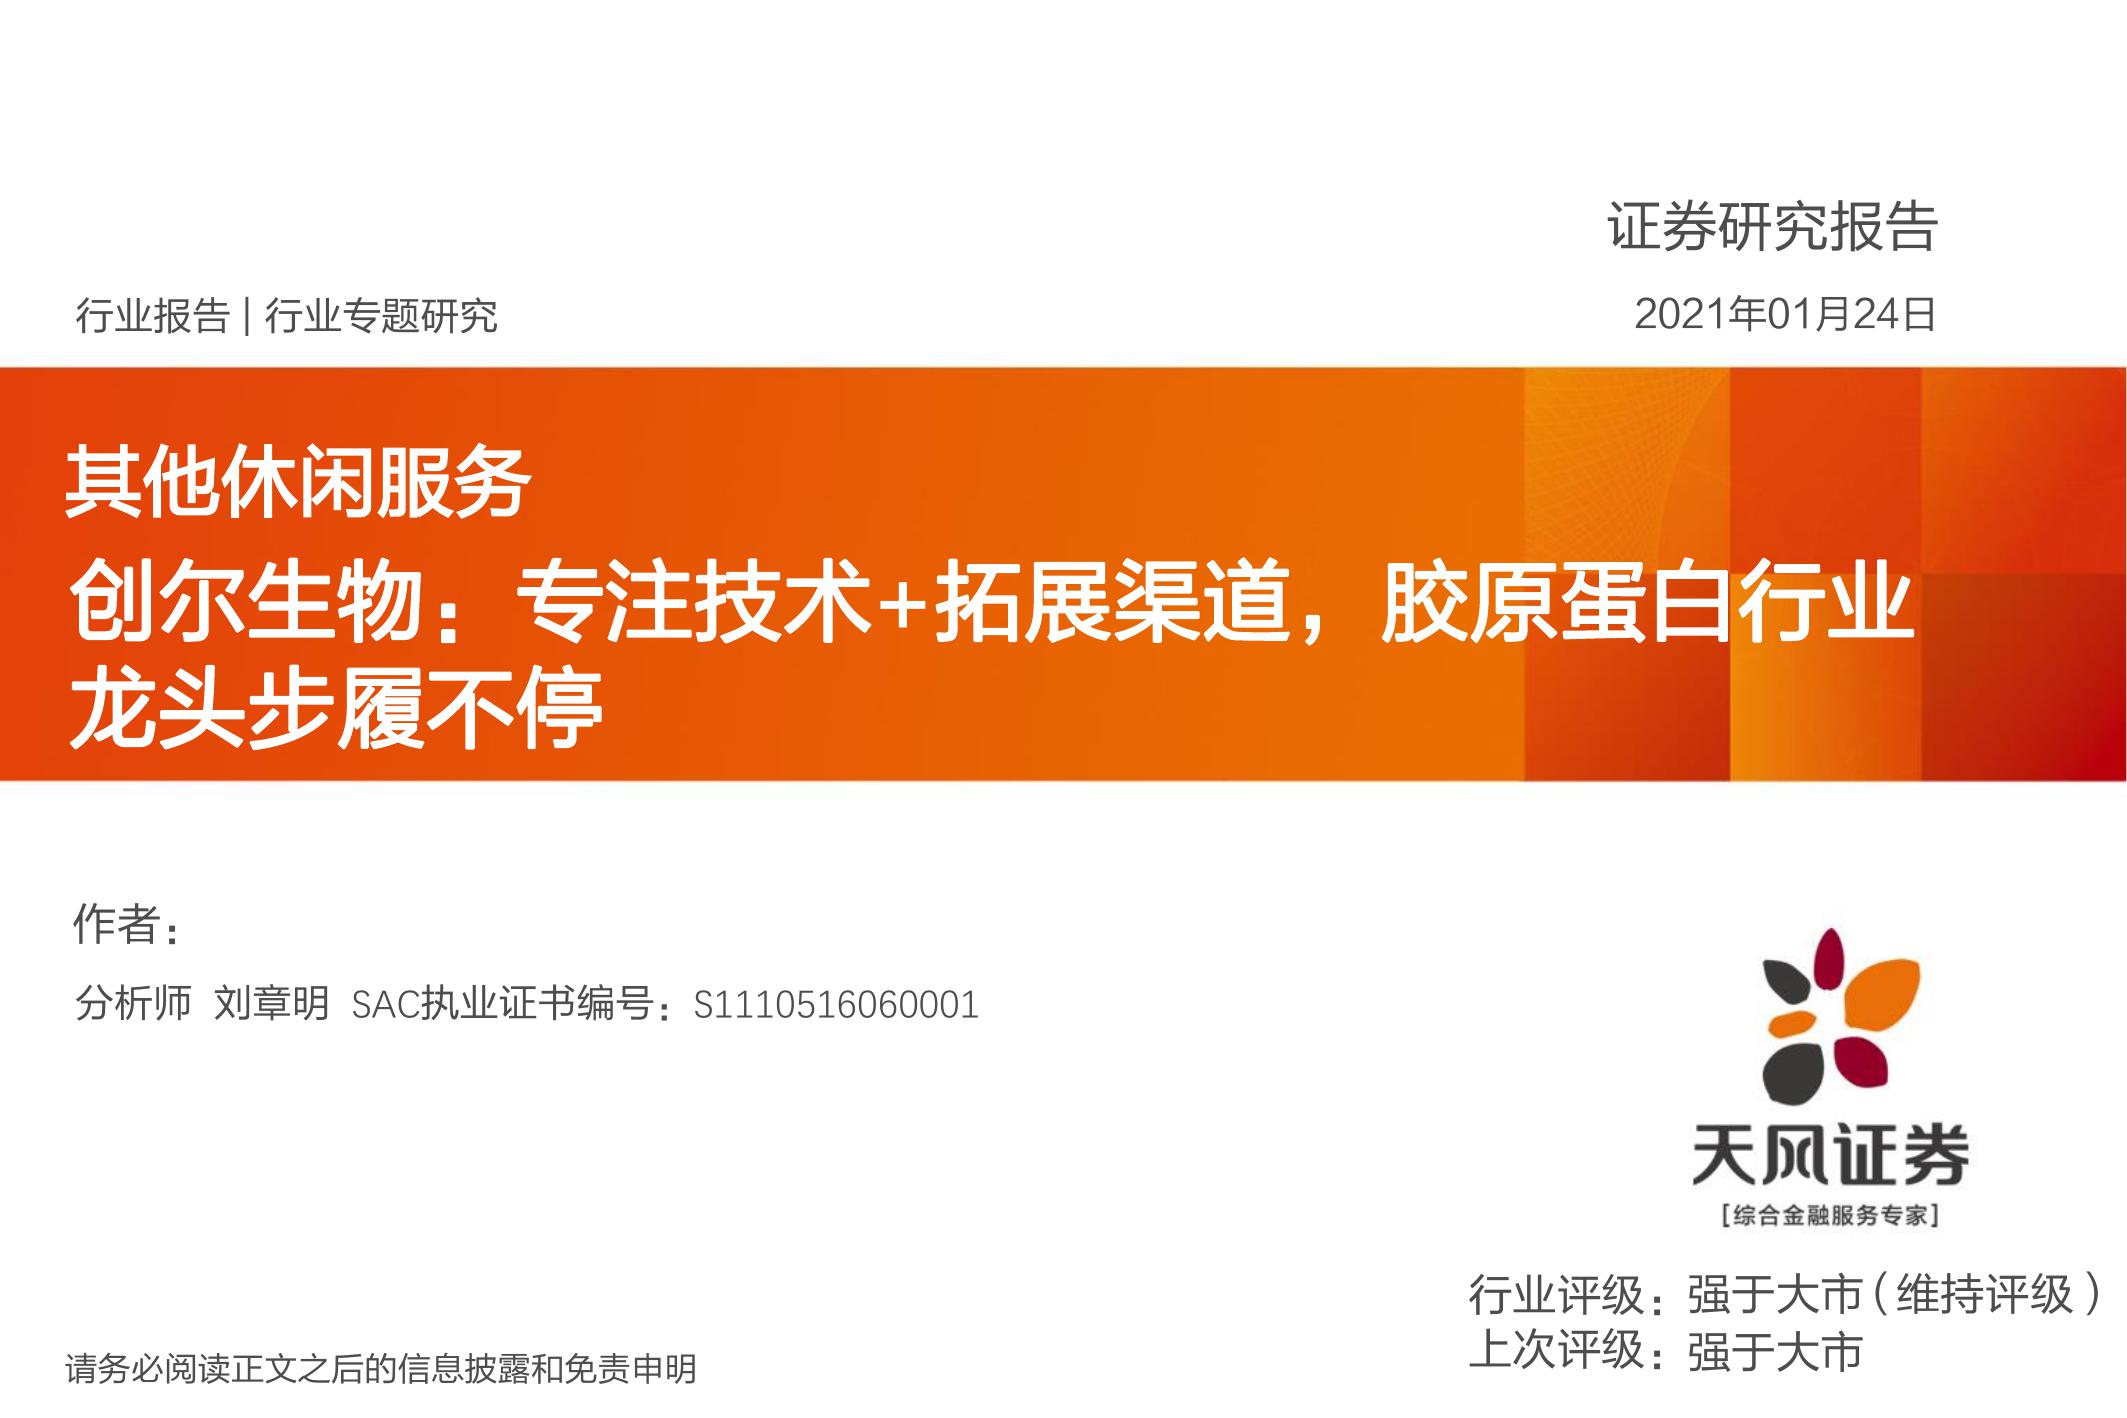 证券研究报告
行业报告 | 行业专题研究
2021年01月24日
其他休闲服务
创尔生物：专注技术+拓展渠道，胶原蛋白行业
龙头步履不停
作者：
分析师 刘章明 SAC执业证书编号：S1110516060001
天风证券
[综合金融服务专家]
行业评级：强于大市（维持评级）
上次评级：强于大市
请务必阅读正文之后的信息披露和免责申明